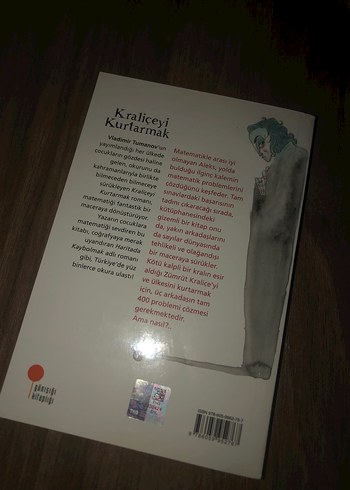 Kraliçeyi
Kurtarmak
Vladimir Tumanov'un
yayımlandığı her ülkede
çocukların gözdesi haline
gelen, okurunu da
kahramanlarıyla birlikte
bilmeceden bilmeceye
sürükleyen Kraliçeyi
Kurtarmak romanı,
matematiği fantastik bir
maceraya dönüştürüyor.
Yazarın çocuklara
matematiği sevdiren bu
kitabı, coğrafyaya merak
uyandıran Haritada
Kaybolmak adlı romanı
gibi, Türkiye'de yüz
binlerce okura ulaştı!
Matematikle arası iyi
olmayan Aleks, yolda
bulduğu ilginç kalemin
matematik problemlerini
çözdüğünü keşfeder. Tam
sınavlardaki başarısının
tadını çıkaracağı sırada,
kütüphanesindeki
gizemli bir kitap onu
da, yakın arkadaşlarını
da sayılar dünyasında
tehlikeli ve olağandışı
bir maceraya sürükler.
Kötü kalpli bir kralın esir
aldığı Zümrüt Kraliçe'yi
ve ülkesini kurtarmak
için, üç arkadaşın tam
400 problemi çözmesi
gerekmektedir.
Ama nasıl?..
günışığı
kitaplığı